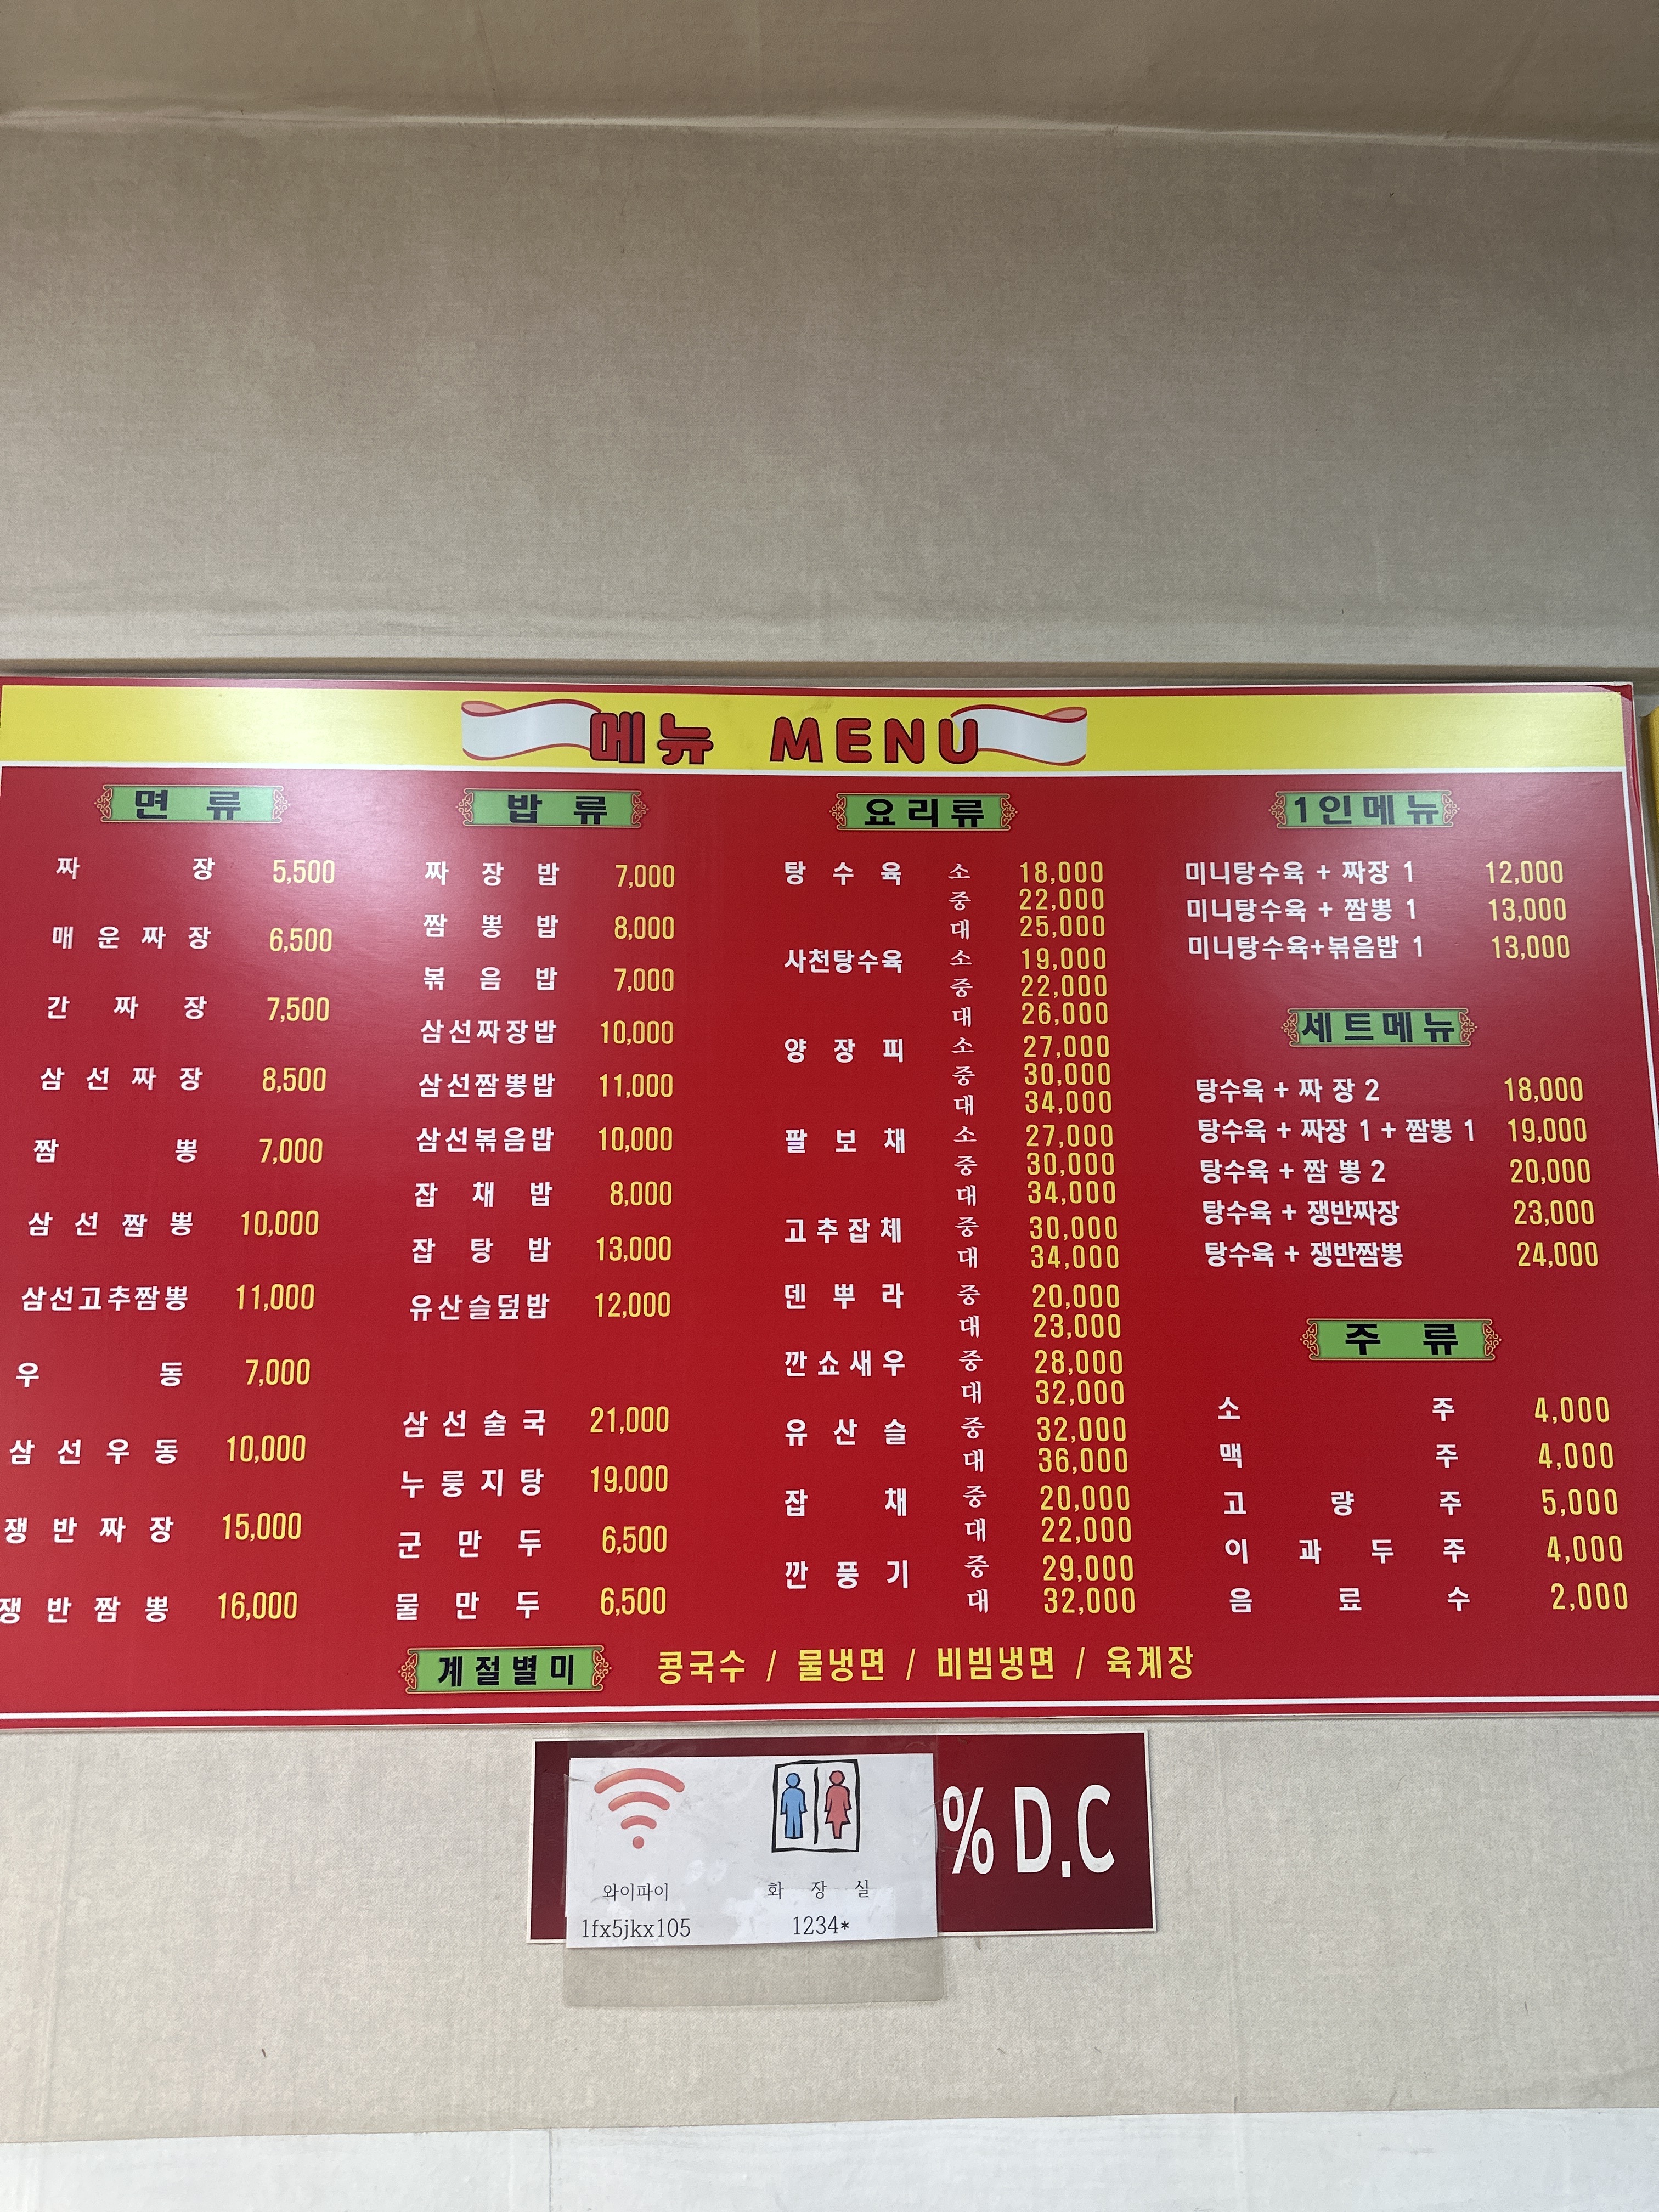 메뉴 MENU
면 류
짜 장 5,500
매운짜장 6,500
간 짜 장 7,500
삼선짜장 8,500
짬 뽕 7,000
삼선짬뽕 10,000
삼선고추짬뽕 11,000
우 동 7,000
삼선우동 10,000
쟁반짜장 15,000
쟁반짬뽕 16,000
밥 류
짜 장 밥 7,000
짬 뽕 밥 8,000
볶 음 밥 7,000
삼선짜장밥 10,000
삼선짬뽕밥 11,000
삼선볶음밥 10,000
잡 채 밥 8,000
잡 탕 밥 13,000
유산슬덮밥 12,000
삼선술국 21,000
누룽지탕 19,000
군 만 두 6,500
물 만 두 6,500
요리류
탕 수 육 소 18,000
중 22,000
대 25,000
사천탕수육 소 19,000
중 22,000
대 26,000
양 장 피 소 27,000
중 30,000
대 34,000
팔 보 채 소 27,000
중 30,000
대 34,000
고추잡체 중 30,000
대 34,000
덴 뿌 라 중 20,000
대 23,000
깐쇼새우 중 28,000
대 32,000
유 산 슬 중 32,000
대 36,000
잡 채 중 20,000
대 22,000
깐 풍 기 중 29,000
대 32,000
1인메뉴
미니탕수육 + 짜장 1 12,000
미니탕수육 + 짬뽕 1 13,000
미니탕수육+볶음밥 1 13,000
세트메뉴
탕수육 + 짜 장 2 18,000
탕수육 + 짜장 1 + 짬뽕 1 19,000
탕수육 + 짬 뽕 2 20,000
탕수육 + 쟁반짜장 23,000
탕수육 + 쟁반짬뽕 24,000
주 류
소 주 4,000
맥 주 4,000
고 량 주 5,000
이 과 두 주 4,000
음 료 수 2,000
계절별미 콩국수 / 물냉면 / 비빔냉면 / 육계장
% D.C
와이파이
1fx5jkx105
화 장 실
1234*